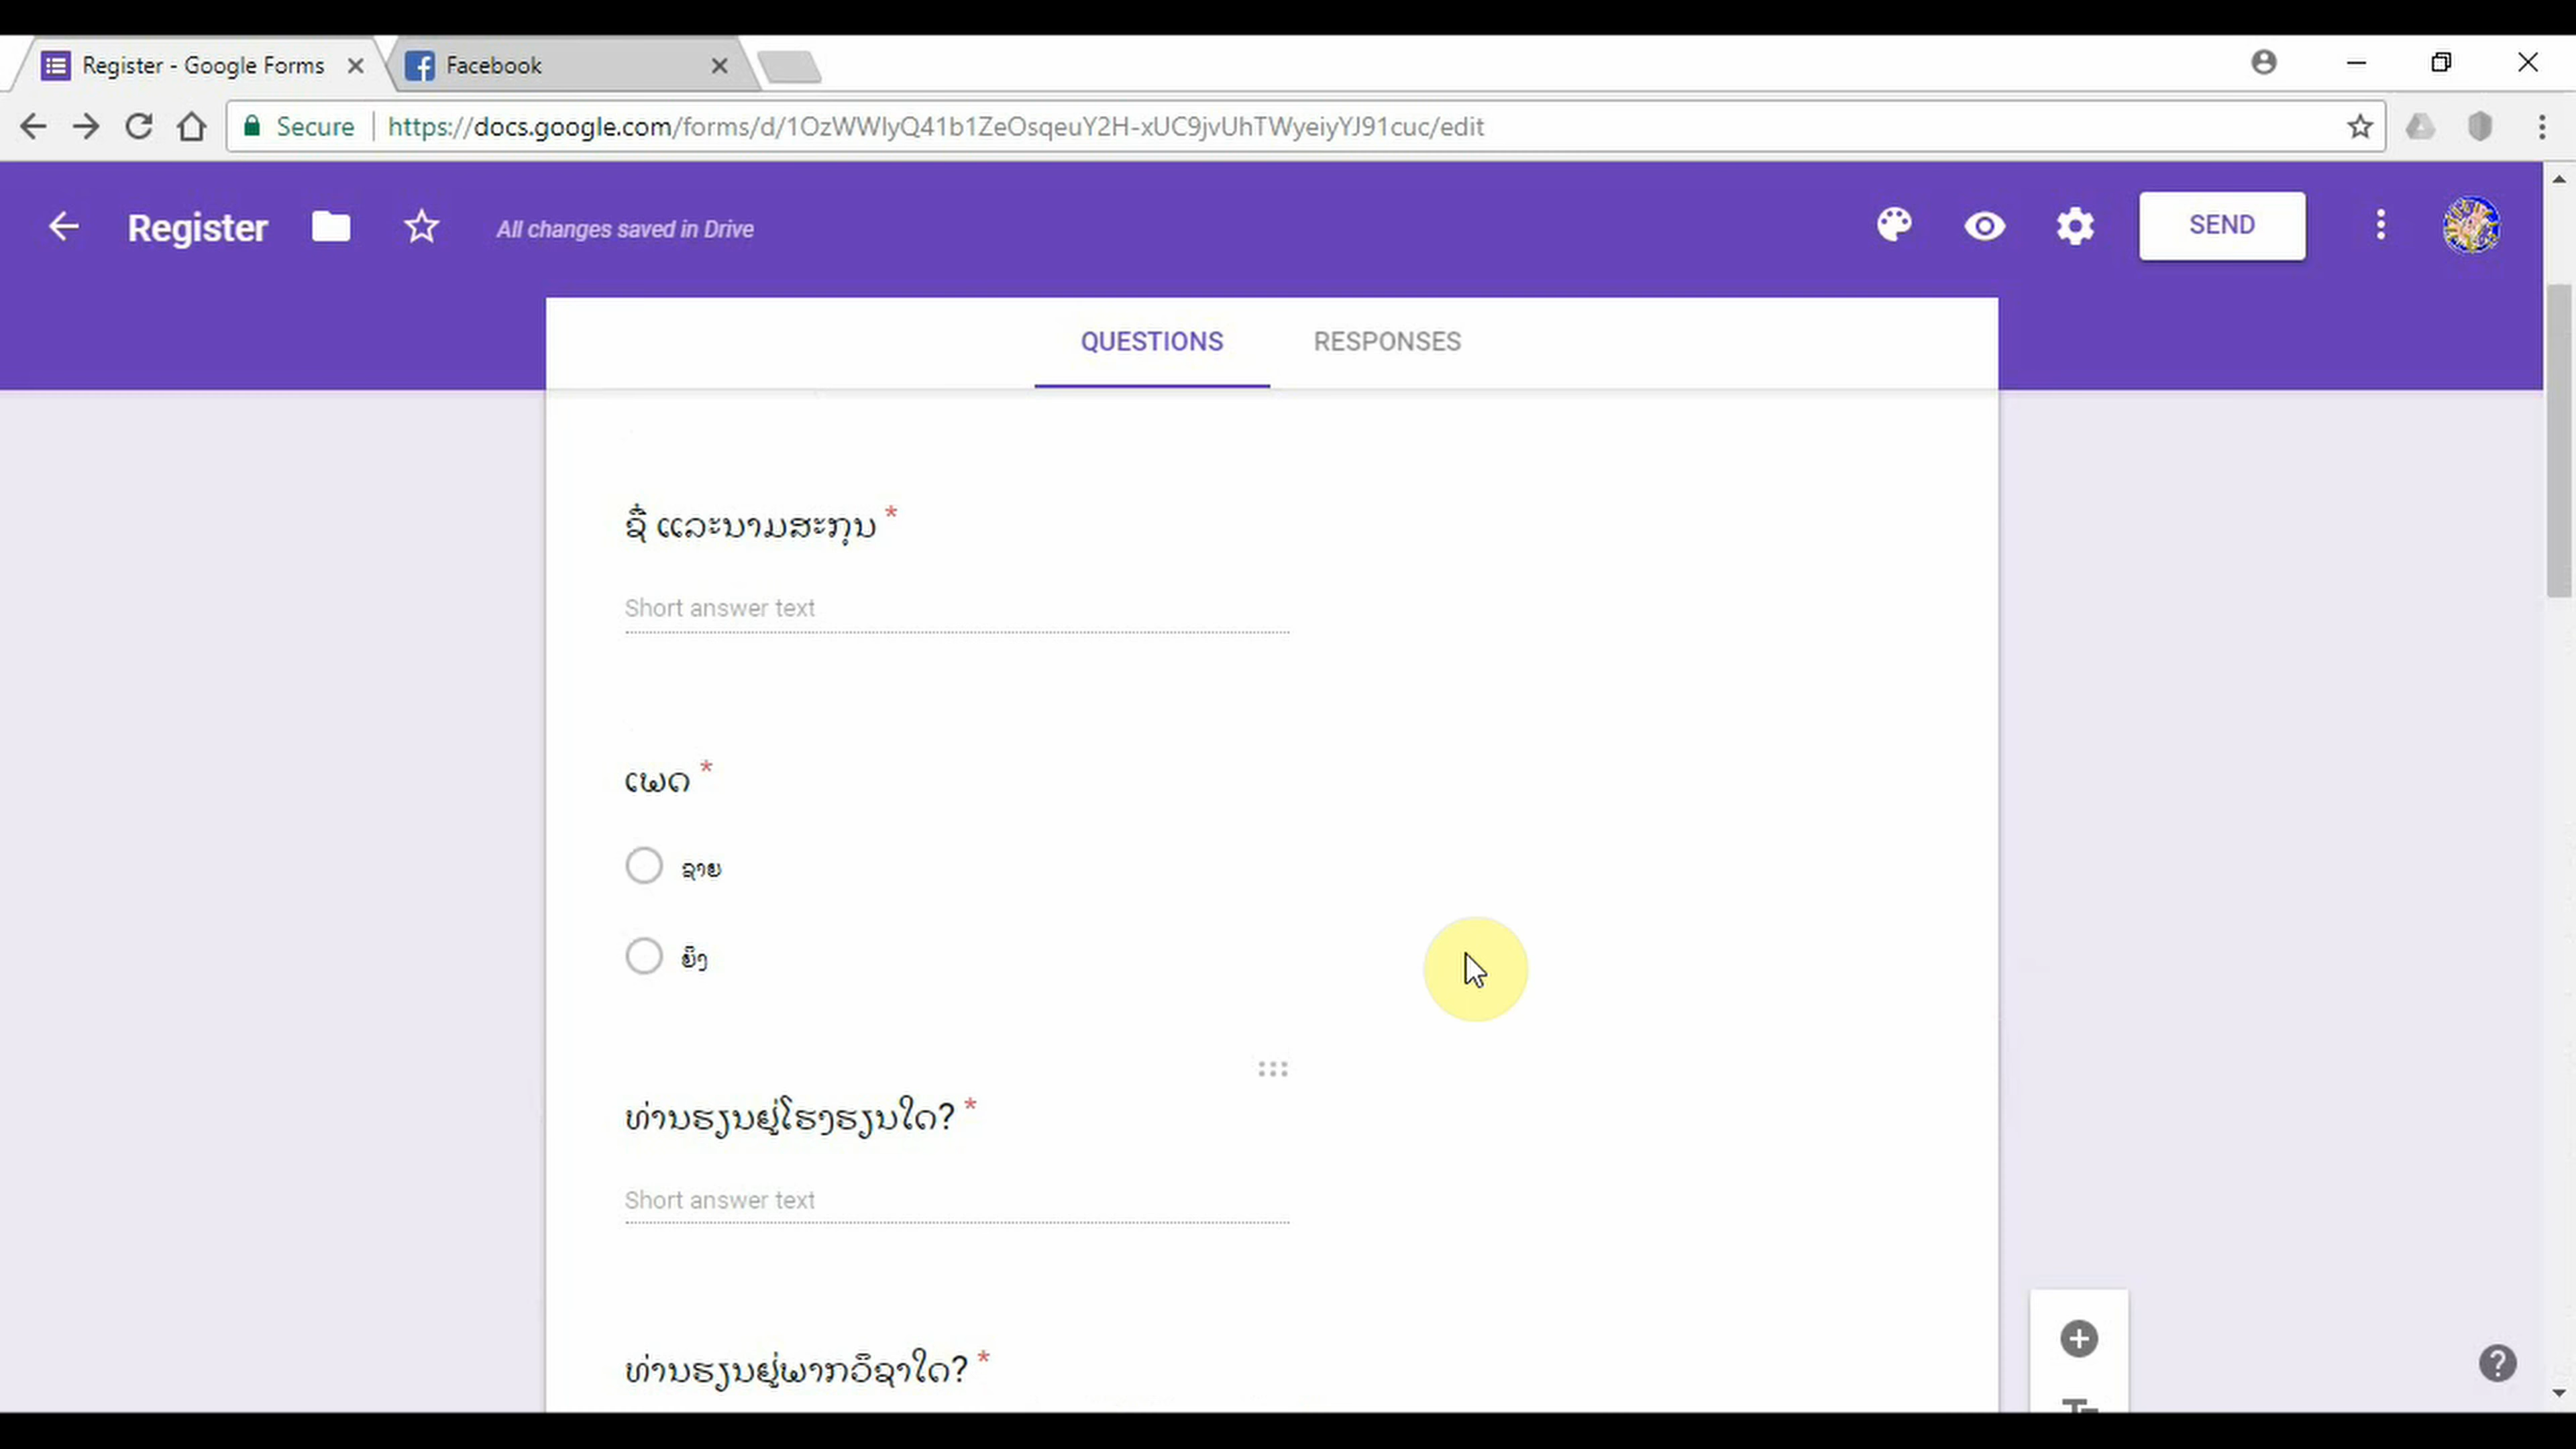 Register - Google Forms
Facebook
Secure
https://docs.google.com/forms/d/1OzWWlyQ41b1ZeOsqeuY2H-xUC9jvUhTWyeiyYJ91cuc/edit
Register
All changes saved in Drive
SEND
QUESTIONS
RESPONSES
ຊື່ ແລະນາມສະກຸນ *
Short answer text
ເພດ *
ຊາຍ
ຍິງ
ທ່ານຮຽນຢູ່ໂຮງຮຽນໃດ? *
Short answer text
ທ່ານຮຽນຢູ່ພາກວິຊາໃດ? *